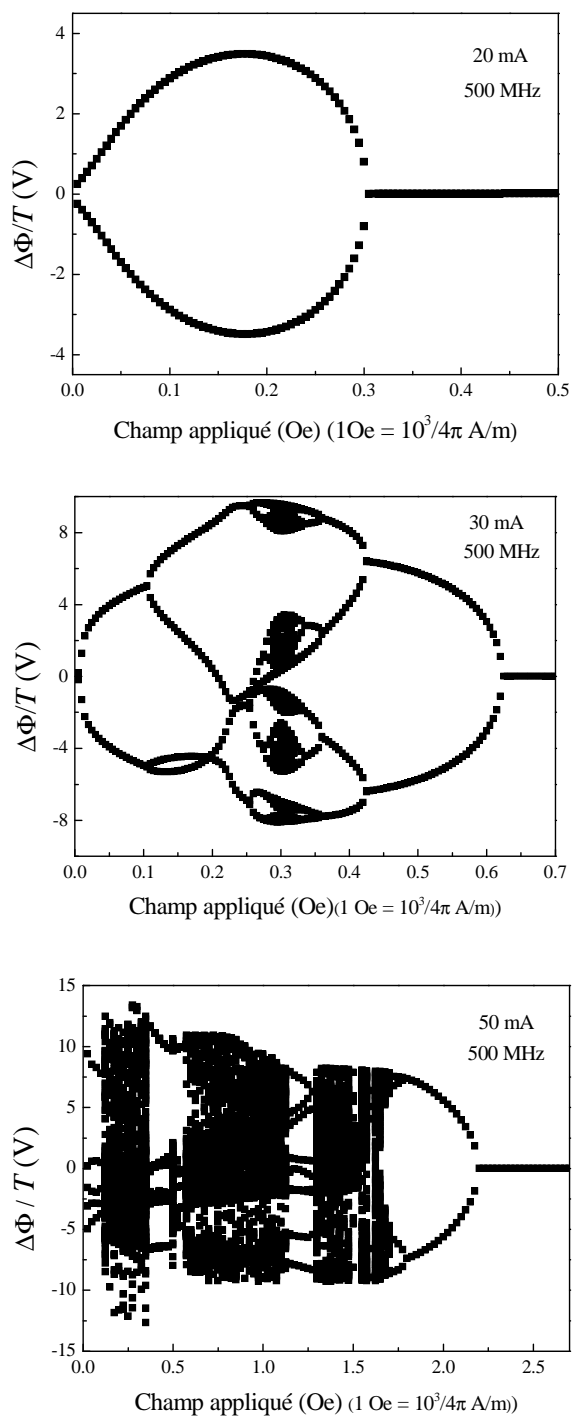 4
2
0
-2
-4
ΔΦ/T (V)
20 mA
500 MHz
0.0 0.1 0.2 0.3 0.4 0.5
Champ appliqué (Oe) (1Oe = 10³/4π A/m)
8
4
0
-4
-8
ΔΦ/T (V)
30 mA
500 MHz
0.0 0.1 0.2 0.3 0.4 0.5 0.6 0.7
Champ appliqué (Oe)(1 Oe = 10³/4π A/m))
15
10
5
0
-5
-10
-15
ΔΦ / T (V)
50 mA
500 MHz
0.0 0.5 1.0 1.5 2.0 2.5
Champ appliqué (Oe) (1 Oe = 10³/4π A/m))